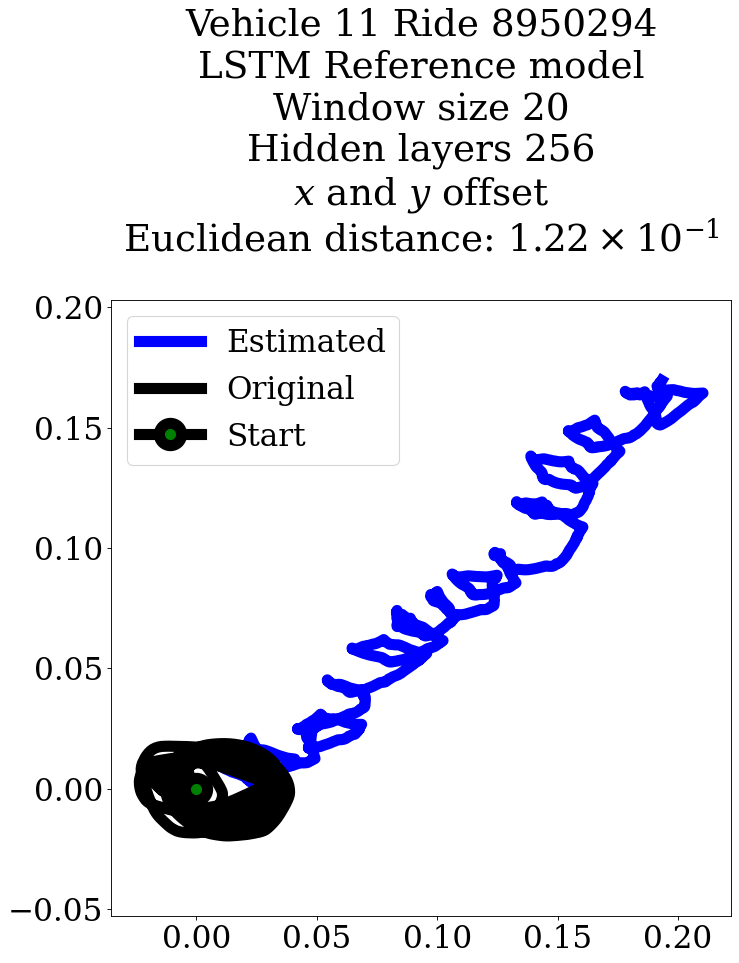 Vehicle 11 Ride 8950294
LSTM Reference model
Window size 20
Hidden layers 256
x and y offset
Euclidean distance: 1.22 × 10⁻¹
Estimated
Original
Start
0.20
0.15
0.10
0.05
0.00
−0.05
0.00 0.05 0.10 0.15 0.20